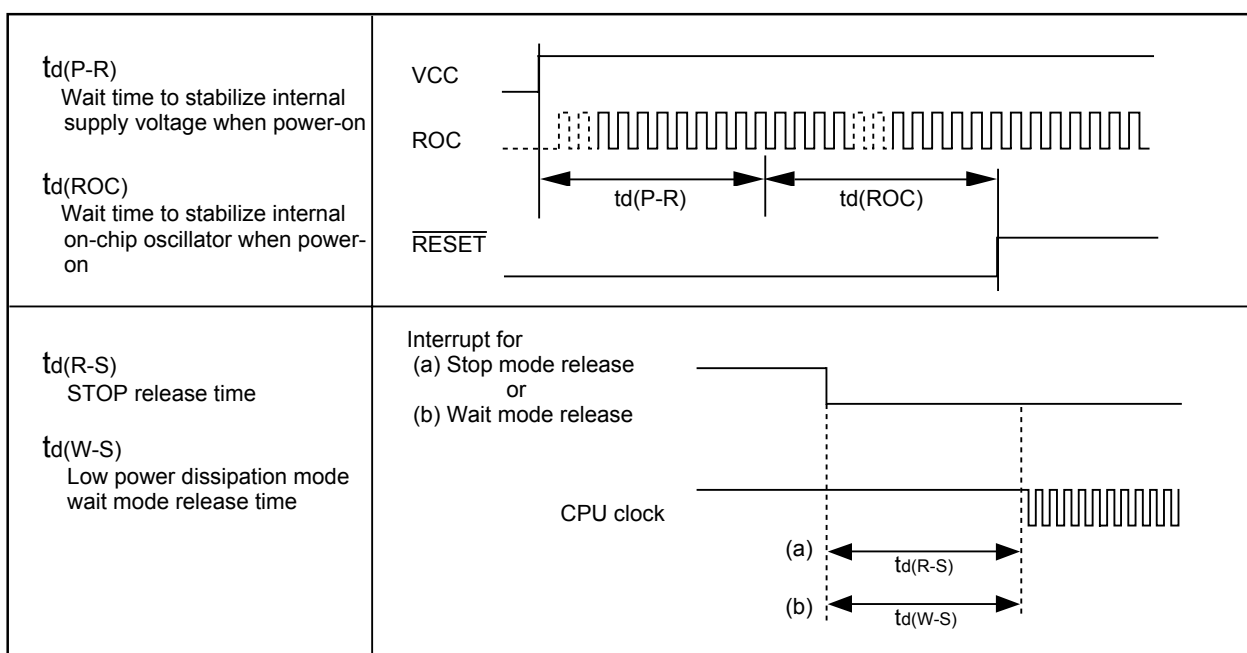 td(P-R)
Wait time to stabilize internal
supply voltage when power-on
td(ROC)
Wait time to stabilize internal
on-chip oscillator when power-
on
VCC
ROC
td(P-R)
td(ROC)
RESET
td(R-S)
STOP release time
td(W-S)
Low power dissipation mode
wait mode release time
Interrupt for
(a) Stop mode release
or
(b) Wait mode release
CPU clock
(a)
td(R-S)
(b)
td(W-S)